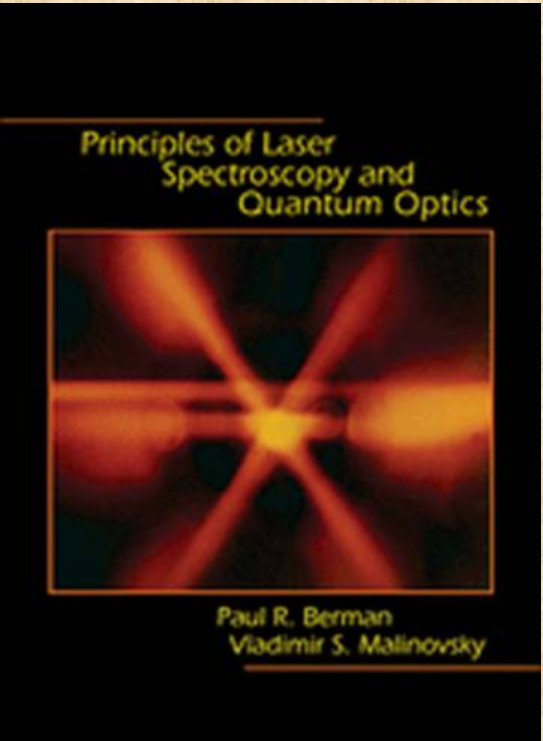 Principles of Laser
Spectroscopy and
Quantum Optics
Paul R. Berman
Vladimir S. Malinovsky